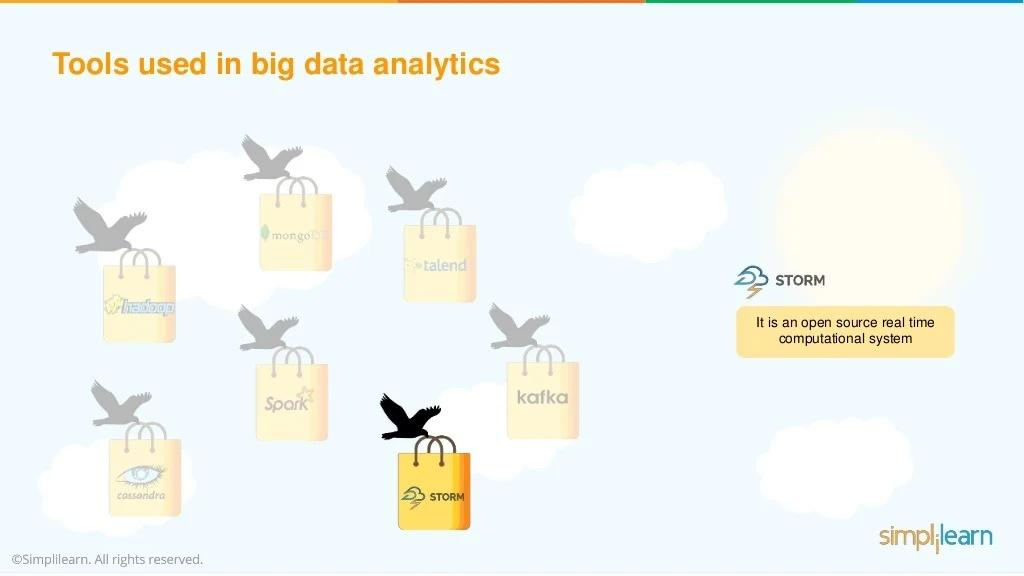 Tools used in big data analytics
mongoDB
talend
hadoop
STORM
It is an open source real time
computational system
Spark
kafka
cassandra
STORM
simplilearn
©Simplilearn. All rights reserved.